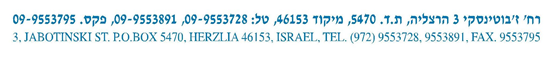 רח' ז'בוטינסקי 3 הרצליה, ת.ד. 5470, מיקוד 46153, טל: 09-9553728, 09-9553891, פקס. 09-9553795
3, JABOTINSKI ST. P.O.BOX 5470, HERZLIA 46153, ISRAEL, TEL. (972) 9553728, 9553891, FAX. 9553795